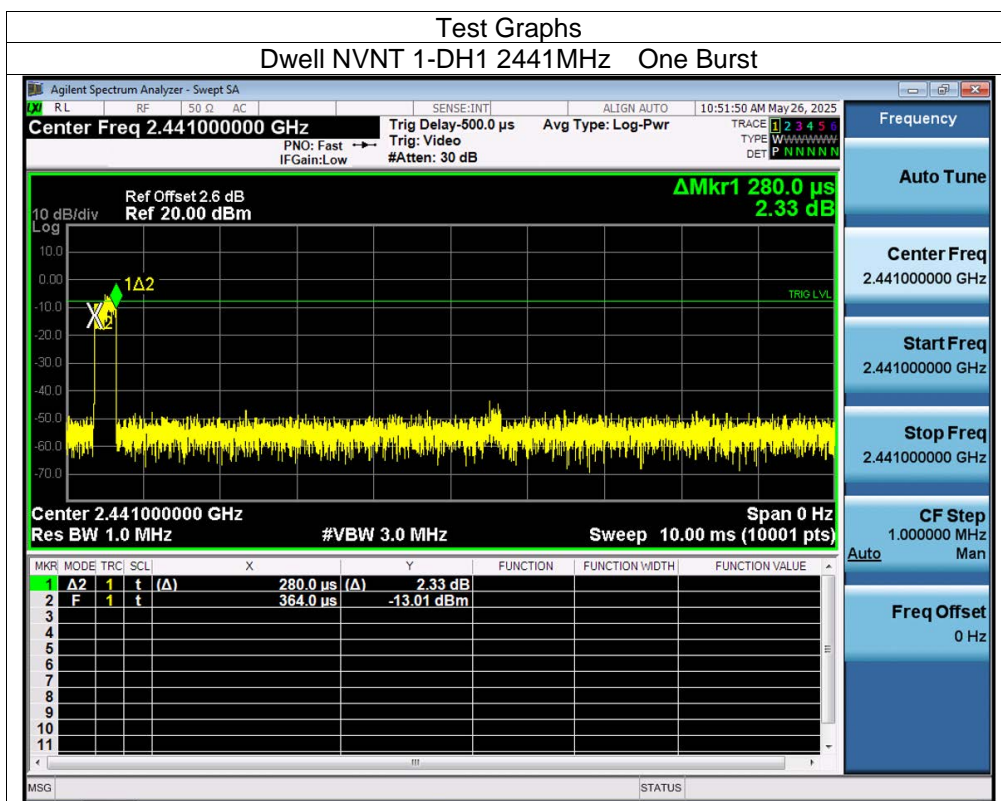 Test Graphs
Dwell NVNT 1-DH1 2441MHz One Burst
Agilent Spectrum Analyzer - Swept SA
RL RF 50 Ω AC SENSE:INT ALIGN AUTO 10:51:50 AM May 26, 2025
Center Freq 2.441000000 GHz Trig Delay-500.0 µs Avg Type: Log-Pwr TRACE 1 2 3 4 5 6
PNO: Fast Trig: Video TYPE WWWWWW
IFGain:Low #Atten: 30 dB DET P N N N N N
ΔMkr1 280.0 µs
2.33 dB
Ref Offset 2.6 dB
10 dB/div Ref 20.00 dBm
Log
10.0
0.00
1Δ2
TRIG LVL
-10.0
-20.0
-30.0
-40.0
-50.0
-60.0
-70.0
Center 2.441000000 GHz Span 0 Hz
Res BW 1.0 MHz #VBW 3.0 MHz Sweep 10.00 ms (10001 pts)
MKR MODE TRC SCL X Y FUNCTION FUNCTION WIDTH FUNCTION VALUE
1 Δ2 1 t (Δ) 280.0 µs (Δ) 2.33 dB
2 F 1 t 364.0 µs -13.01 dBm
3
4
5
6
7
8
9
10
11
MSG STATUS
Frequency
Auto Tune
Center Freq
2.441000000 GHz
Start Freq
2.441000000 GHz
Stop Freq
2.441000000 GHz
CF Step
1.000000 MHz
Auto Man
Freq Offset
0 Hz